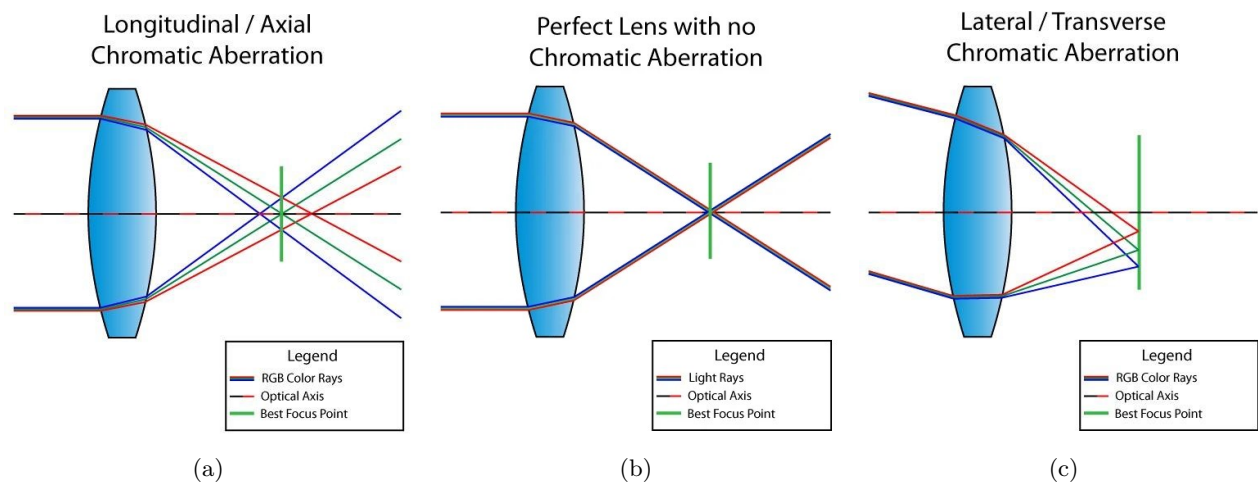 Longitudinal / Axial
Chromatic Aberration
Legend
RGB Color Rays
Optical Axis
Best Focus Point
(a)
Perfect Lens with no
Chromatic Aberration
Legend
Light Rays
Optical Axis
Best Focus Point
(b)
Lateral / Transverse
Chromatic Aberration
Legend
RGB Color Rays
Optical Axis
Best Focus Point
(c)